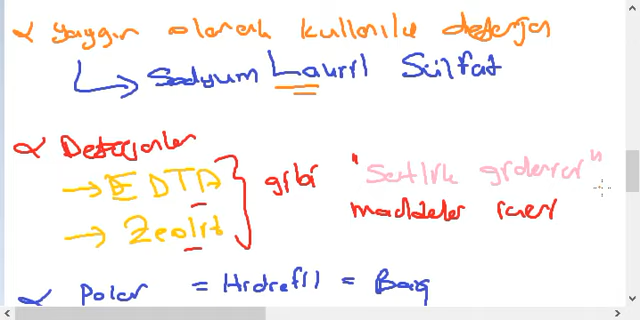 α yaygın olarak kullanılan deterjan
Sodyum Lauril Sülfat
α Deterjanlar
→ EDTA
→ Zeolit
gibi "Sertlik giderici"
maddeler içerir
α Polar = Hidrofil = Baş